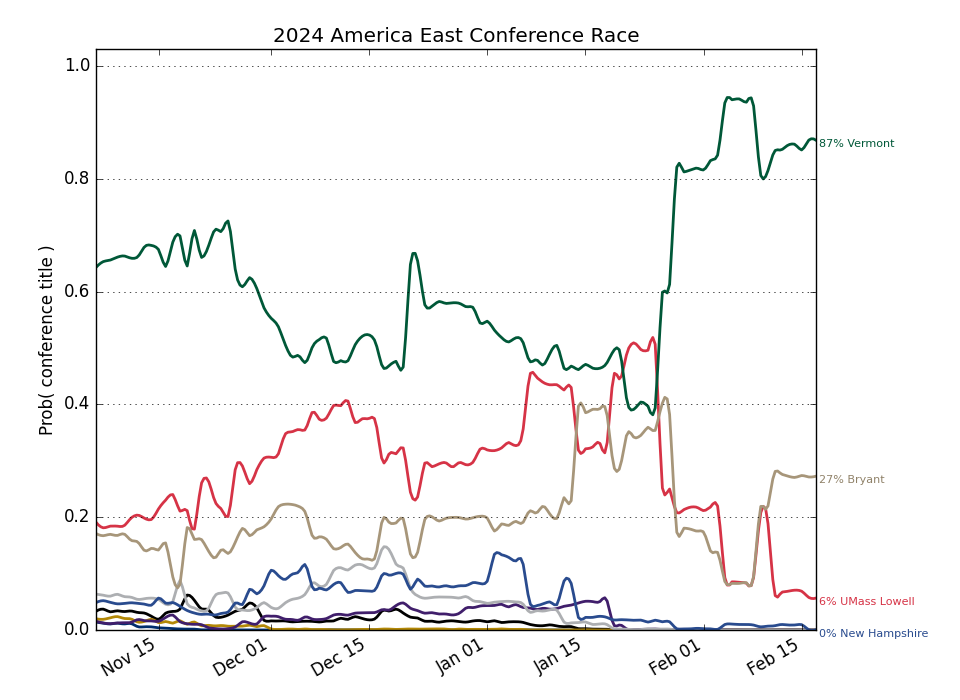 2024 America East Conference Race
1.0
0.8
0.6
0.4
0.2
0.0
Prob( conference title )
87% Vermont
27% Bryant
6% UMass Lowell
0% New Hampshire
Nov 15
Dec 01
Dec 15
Jan 01
Jan 15
Feb 01
Feb 15